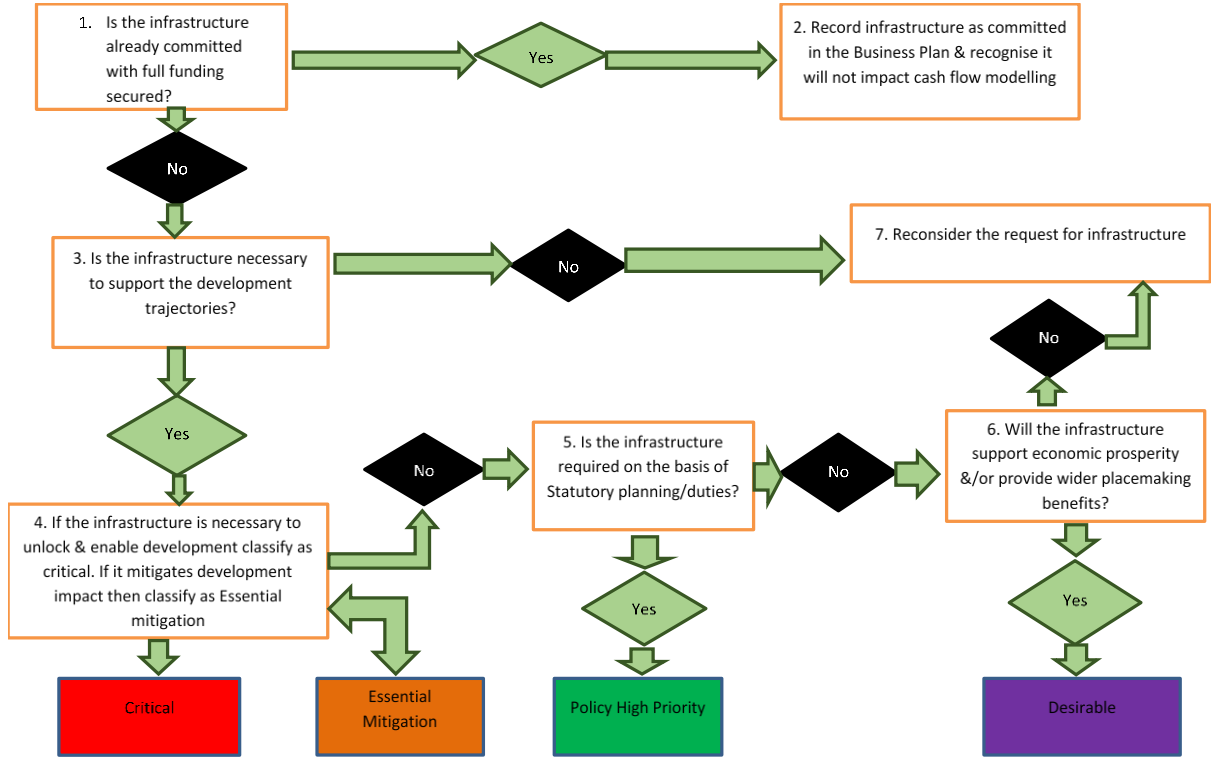 1. Is the infrastructure
already committed
with full funding
secured?
Yes
2. Record infrastructure as committed
in the Business Plan & recognise it
will not impact cash flow modelling
No
3. Is the infrastructure necessary
to support the development
trajectories?
No
7. Reconsider the request for infrastructure
No
Yes
4. If the infrastructure is necessary to
unlock & enable development classify as
critical. If it mitigates development
impact then classify as Essential
mitigation
No
5. Is the infrastructure
required on the basis of
Statutory planning/duties?
No
6. Will the infrastructure
support economic prosperity
&/or provide wider placemaking
benefits?
Yes
Yes
Critical
Essential
Mitigation
Policy High Priority
Desirable